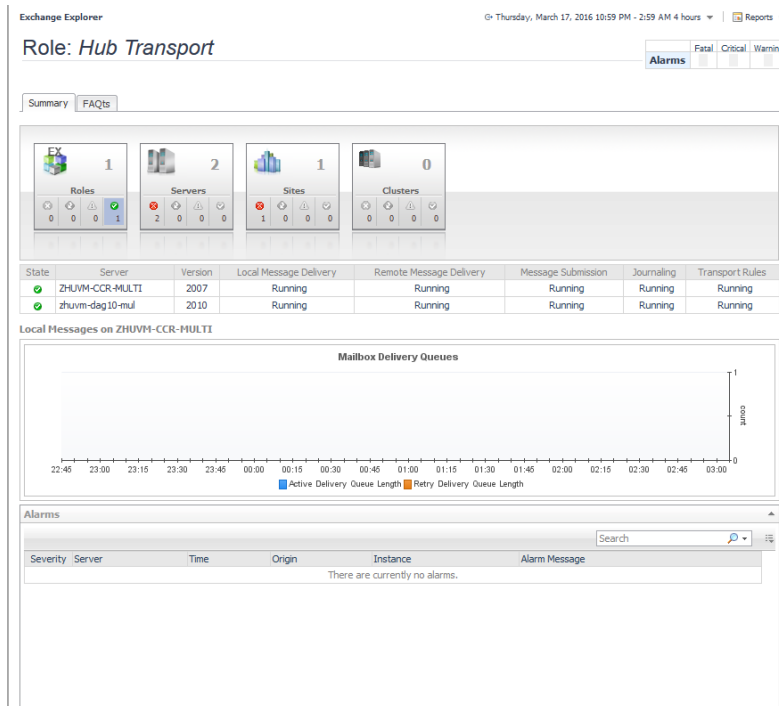 Exchange Explorer
Thursday, March 17, 2016 10:59 PM - 2:59 AM 4 hours
Reports
Role: Hub Transport
Fatal Critical Warnin
Alarms
Summary FAQts
EX
1 2 1 0
Roles Servers Sites Clusters
0 0 0 1 2 0 0 0 1 0 0 0 0 0 0 0
State Server Version Local Message Delivery Remote Message Delivery Message Submission Journaling Transport Rules
ZHUVM-CCR-MULTI 2007 Running Running Running Running Running
zhuvm-dag10-mul 2010 Running Running Running Running Running
Local Messages on ZHUVM-CCR-MULTI
Mailbox Delivery Queues
1
count
0
22:45 23:00 23:15 23:30 23:45 00:00 00:15 00:30 00:45 01:00 01:15 01:30 01:45 02:00 02:15 02:30 02:45 03:00
Active Delivery Queue Length Retry Delivery Queue Length
Alarms
Search
Severity Server Time Origin Instance Alarm Message
There are currently no alarms.